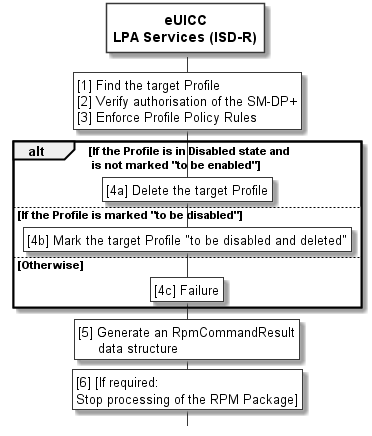 eUICC
LPA Services (ISD-R)
[1] Find the target Profile
[2] Verify authorisation of the SM-DP+
[3] Enforce Profile Policy Rules
alt
[If the Profile is in Disabled state and
is not marked "to be enabled"]
[4a] Delete the target Profile
[If the Profile is marked "to be disabled"]
[4b] Mark the target Profile "to be disabled and deleted"
[Otherwise]
[4c] Failure
[5] Generate an RpmCommandResult
data structure
[6] [If required:
Stop processing of the RPM Package]